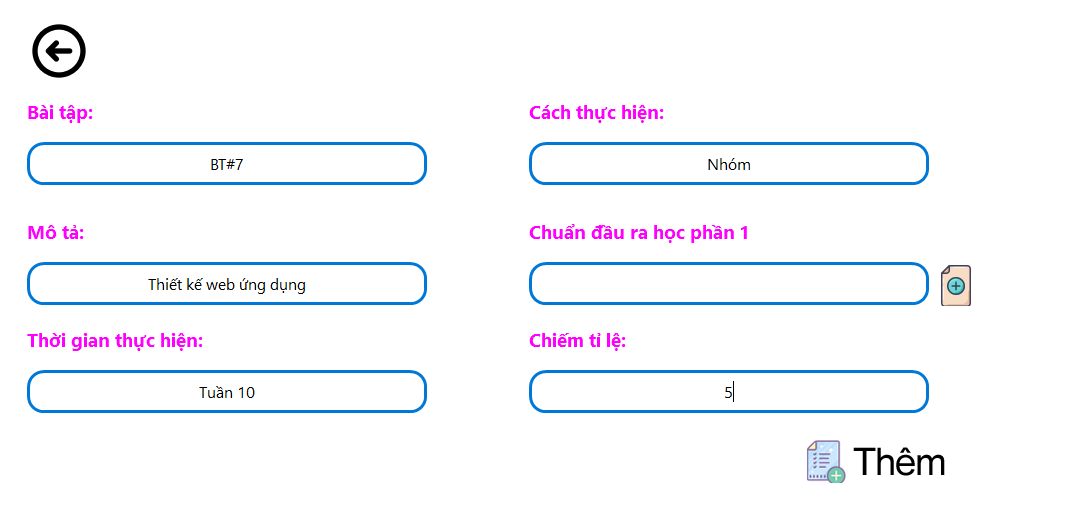 Bài tập:
Cách thực hiện:
BT#7
Nhóm
Mô tả:
Chuẩn đầu ra học phần 1
Thiết kế web ứng dụng
Thời gian thực hiện:
Chiếm tỉ lệ:
Tuần 10
5
Thêm